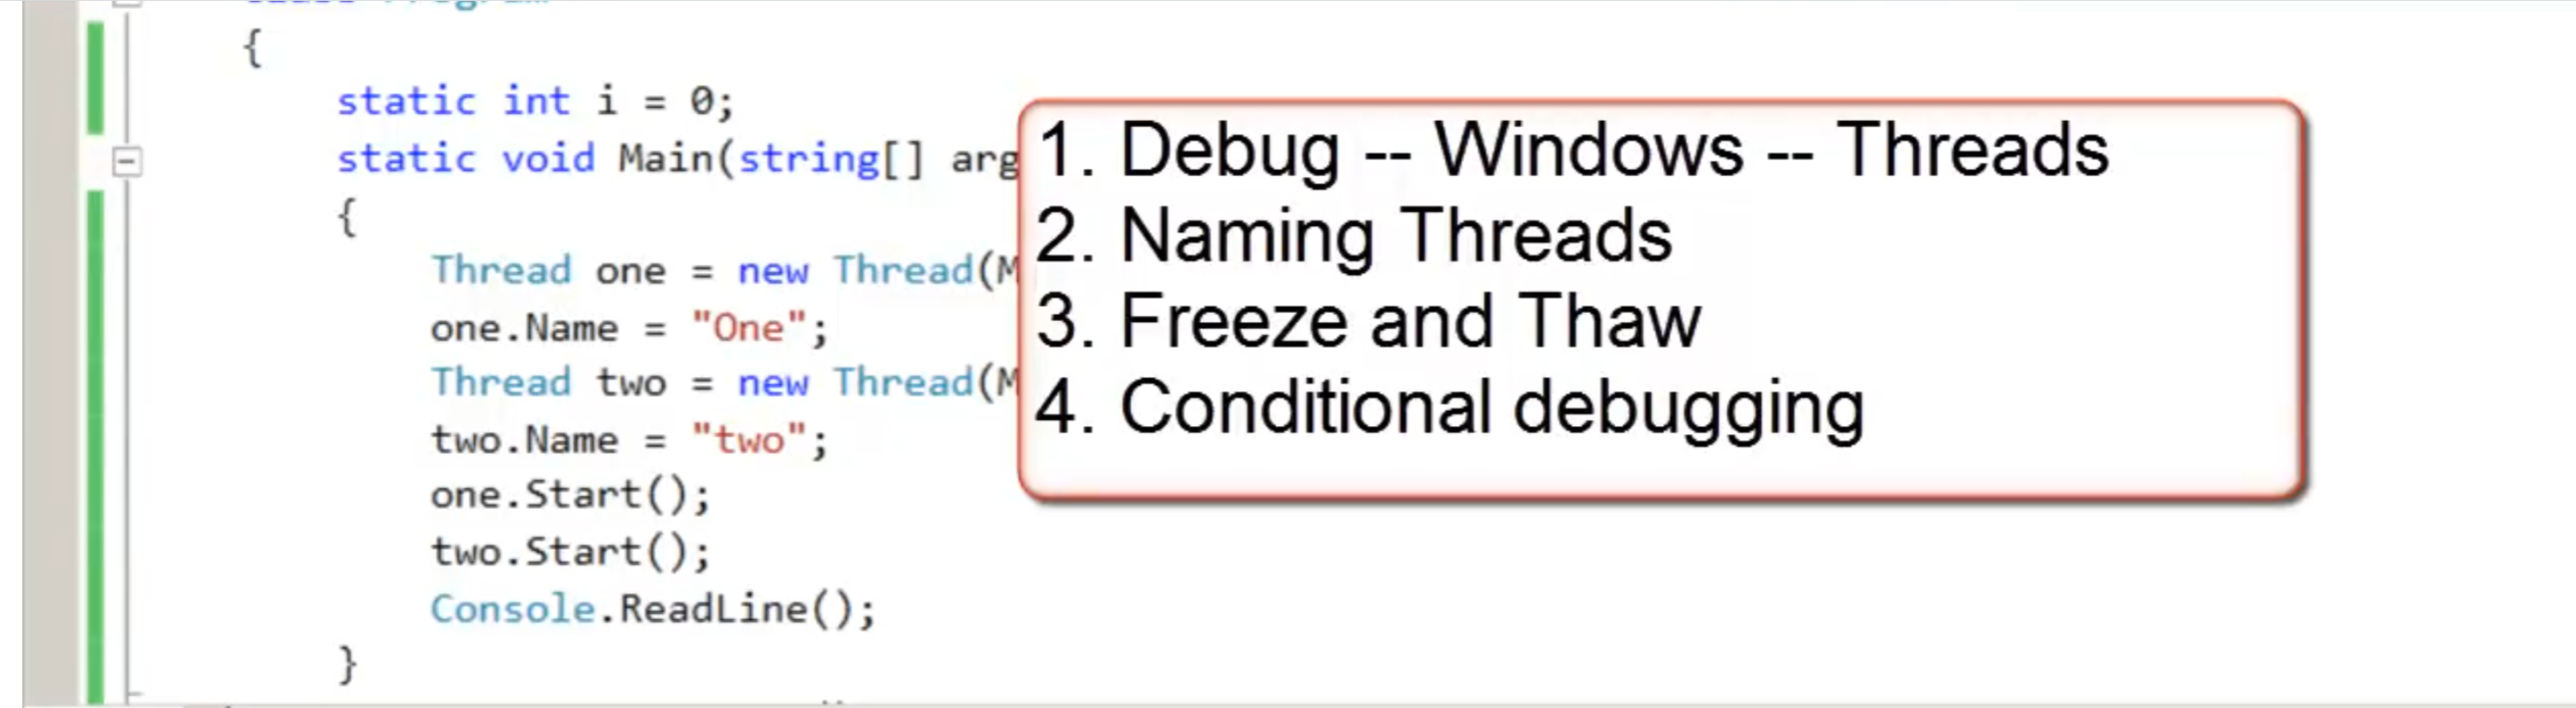 {
static int i = 0;
static void Main(string[] arg
{
Thread one = new Thread(M
one.Name = "One";
Thread two = new Thread(M
two.Name = "two";
one.Start();
two.Start();
Console.ReadLine();
}
1. Debug -- Windows -- Threads
2. Naming Threads
3. Freeze and Thaw
4. Conditional debugging